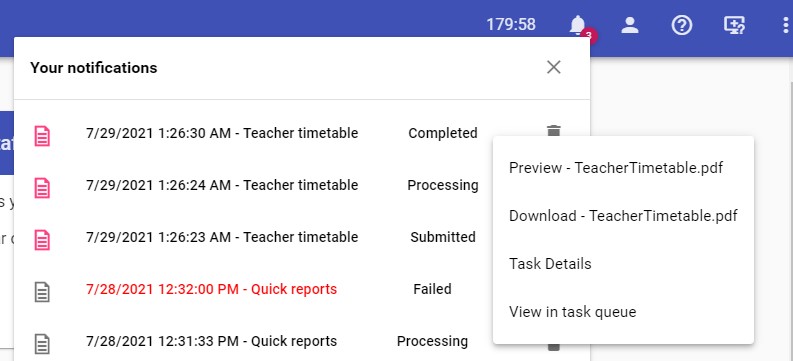 179:58
3
Your notifications
7/29/2021 1:26:30 AM - Teacher timetable Completed
7/29/2021 1:26:24 AM - Teacher timetable Processing
7/29/2021 1:26:23 AM - Teacher timetable Submitted
7/28/2021 12:32:00 PM - Quick reports Failed
7/28/2021 12:31:33 PM - Quick reports Processing
Preview - TeacherTimetable.pdf
Download - TeacherTimetable.pdf
Task Details
View in task queue